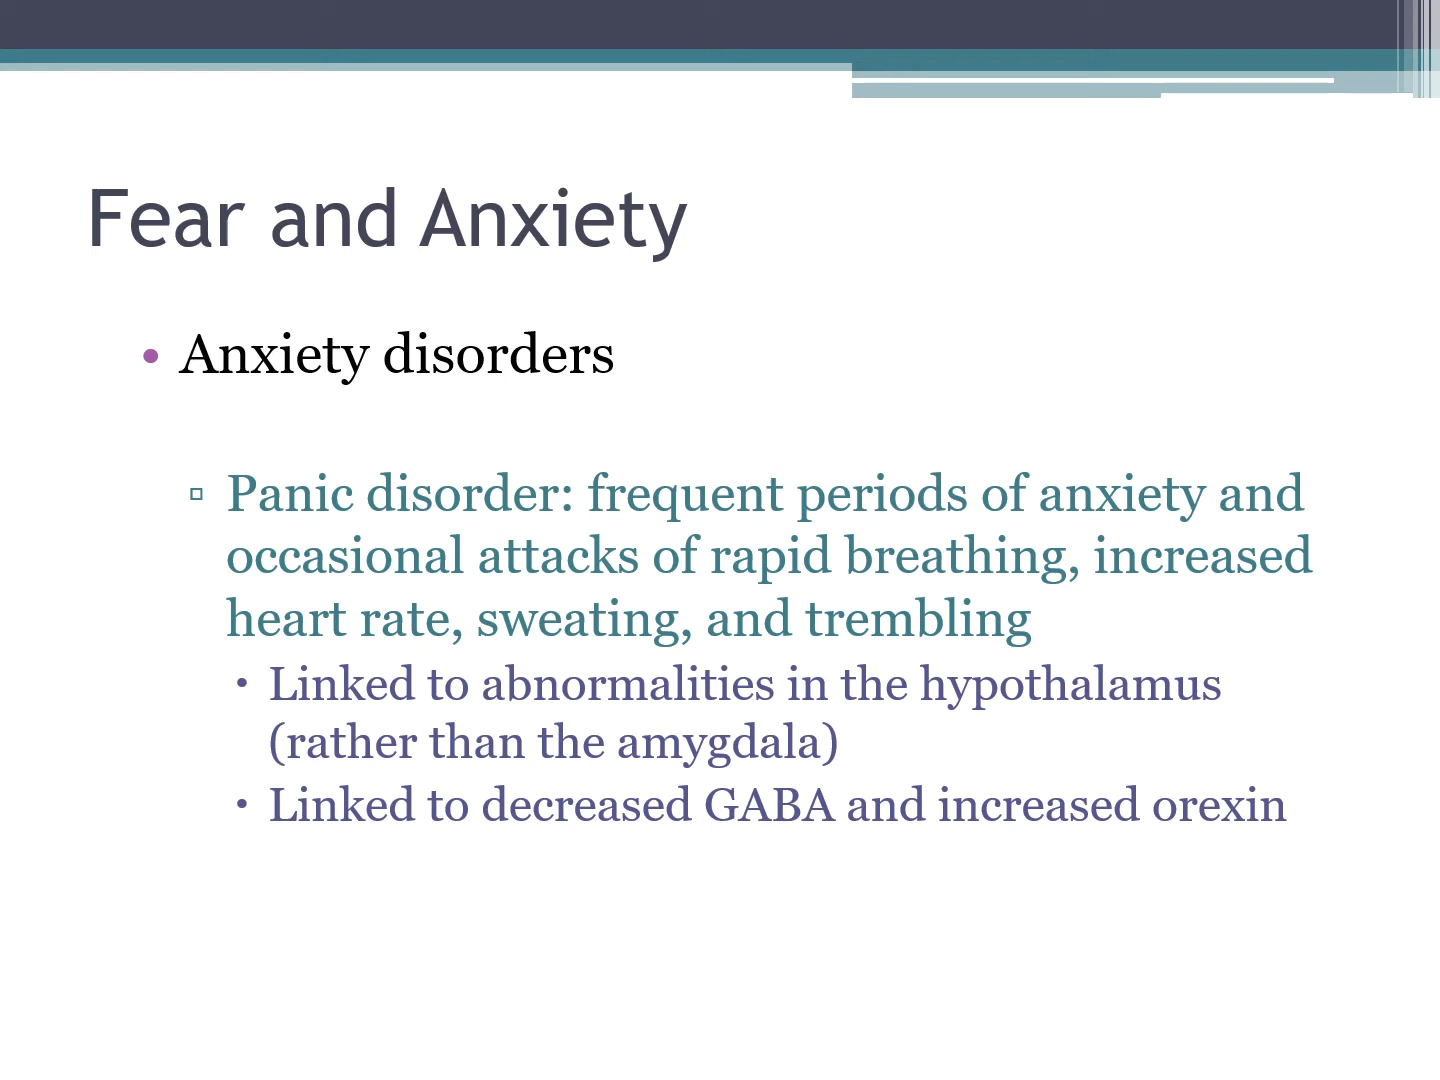 Fear and Anxiety
• Anxiety disorders
▫ Panic disorder: frequent periods of anxiety and
occasional attacks of rapid breathing, increased
heart rate, sweating, and trembling
• Linked to abnormalities in the hypothalamus
(rather than the amygdala)
• Linked to decreased GABA and increased orexin